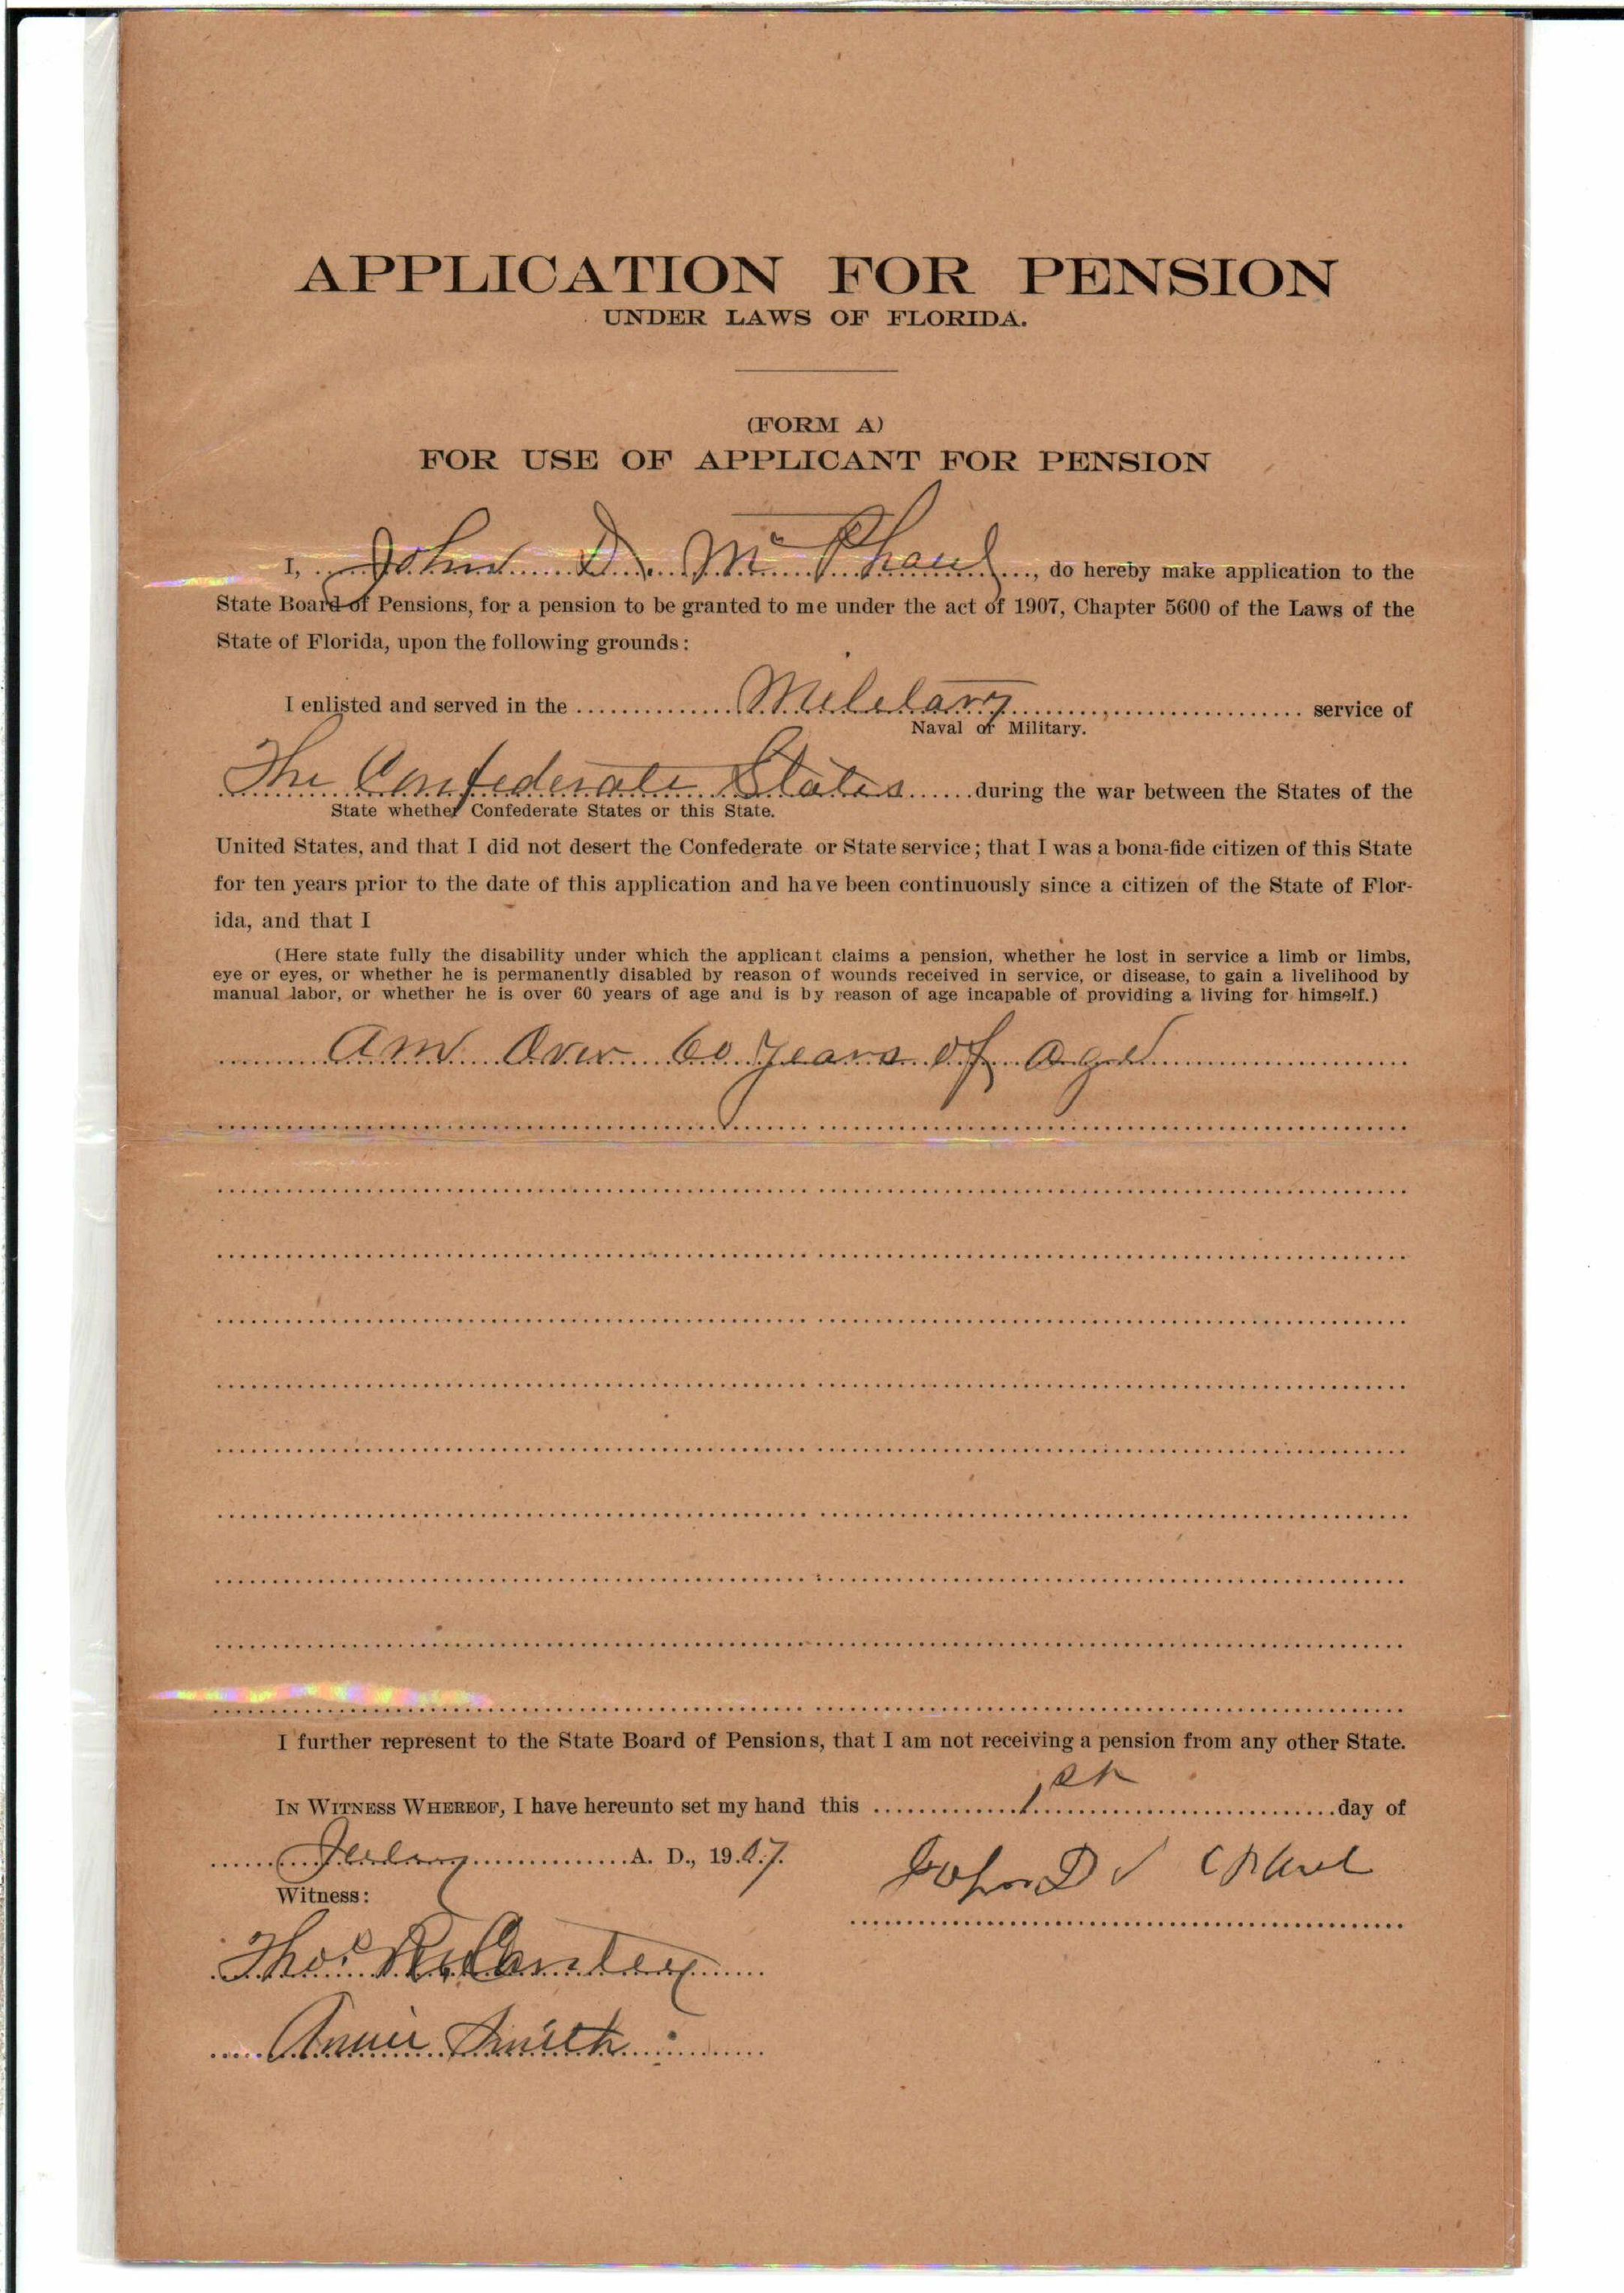 APPLICATION FOR PENSION
UNDER LAWS OF FLORIDA.
(FORM A)
FOR USE OF APPLICANT FOR PENSION
I, John D. Mc Phaul, do hereby make application to the
State Board of Pensions, for a pension to be granted to me under the act of 1907, Chapter 5600 of the Laws of the
State of Florida, upon the following grounds:
I enlisted and served in the Military service of
Naval or Military.
The Confederate States during the war between the States of the
State whether Confederate States or this State.
United States, and that I did not desert the Confederate or State service; that I was a bona-fide citizen of this State
for ten years prior to the date of this application and have been continuously since a citizen of the State of Flor-
ida, and that I
(Here state fully the disability under which the applicant claims a pension, whether he lost in service a limb or limbs,
eye or eyes, or whether he is permanently disabled by reason of wounds received in service, or disease, to gain a livelihood by
manual labor, or whether he is over 60 years of age and is by reason of age incapable of providing a living for himself.)
Am Over 60 years of Age
I further represent to the State Board of Pensions, that I am not receiving a pension from any other State.
IN WITNESS WHEREOF, I have hereunto set my hand this 1st day of
July A. D., 1907.
John D
Witness:
Thos
Annie Smith